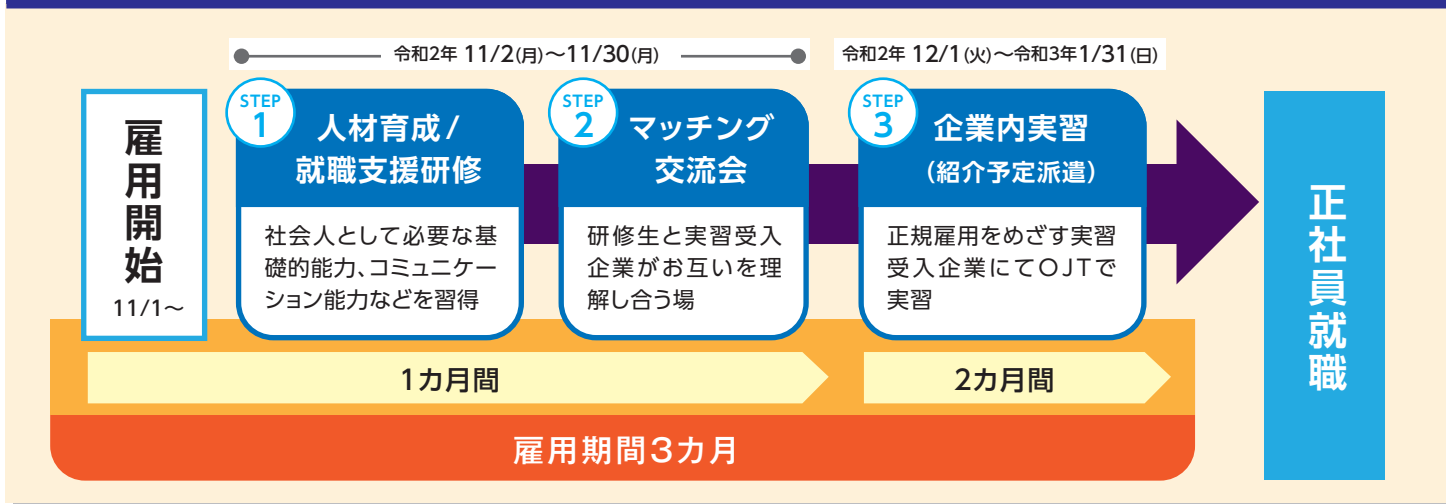 令和2年 11/2(月)〜11/30(月)
令和2年 12/1(火)〜令和3年1/31(日)
雇用開始
11/1〜
STEP
1
人材育成/
就職支援研修
社会人として必要な基
礎的能力、コミュニケー
ション能力などを習得
STEP
2
マッチング
交流会
研修生と実習受入
企業がお互いを理
解し合う場
STEP
3
企業内実習
(紹介予定派遣)
正規雇用をめざす実習
受入企業にてOJTで
実習
正社員就職
1カ月間
2カ月間
雇用期間3カ月